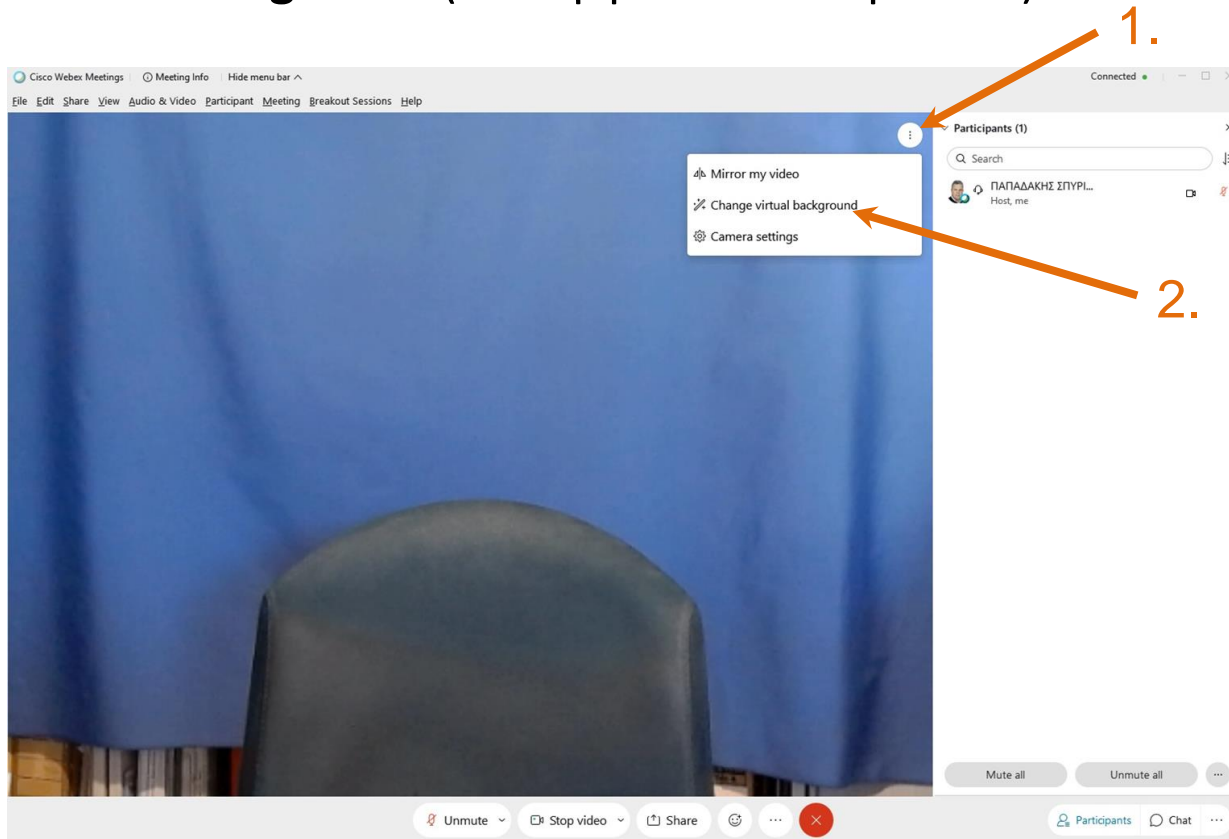 1.
Cisco Webex Meetings Meeting Info Hide menu bar Connected
File Edit Share View Audio & Video Participant Meeting Breakout Sessions Help
Participants (1)
Search
Mirror my video
ΠΑΠΑΔΑΚΗΣ ΣΠΥΡΙ...
Host, me
Change virtual background
Camera settings
2.
Mute all Unmute all
Unmute Stop video Share Participants Chat